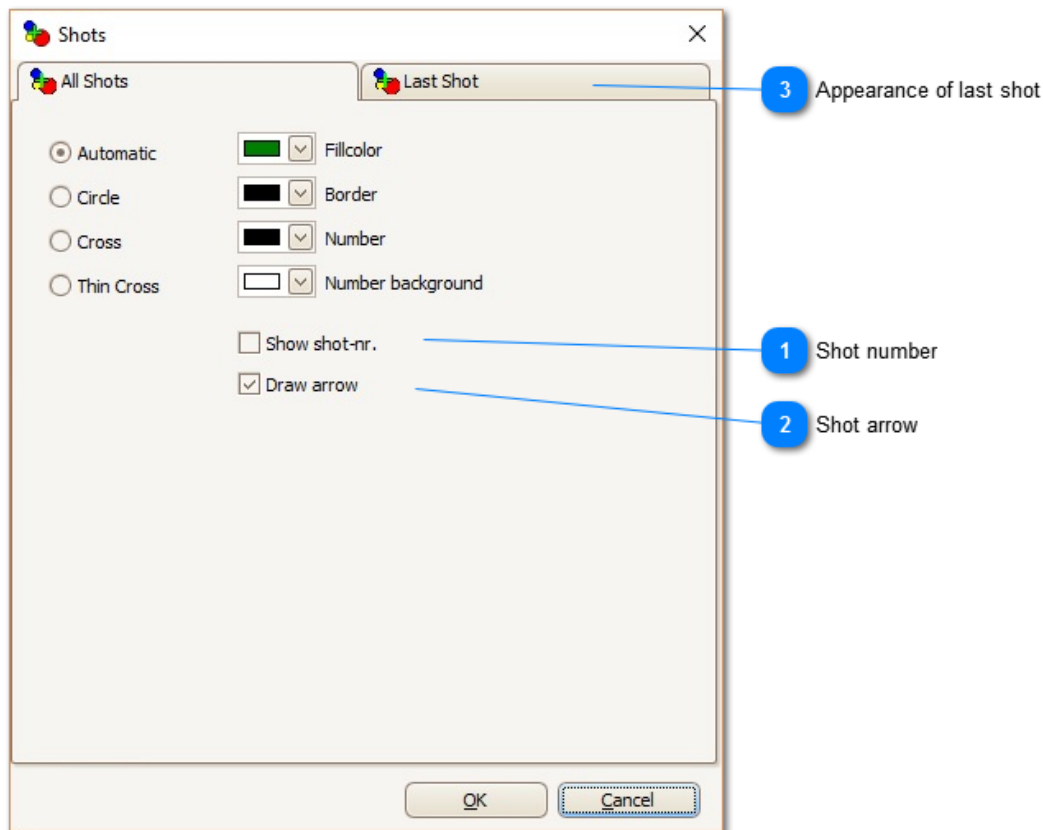 Shots
All Shots
Last Shot
3 Appearance of last shot
Automatic
Fillcolor
Circle
Border
Cross
Number
Thin Cross
Number background
Show shot-nr.
1 Shot number
Draw arrow
2 Shot arrow
OK
Cancel